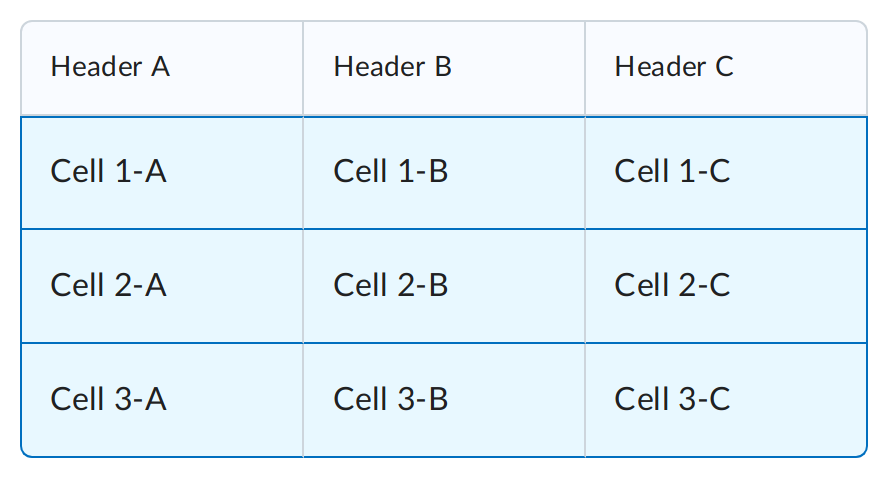 Header A Header B Header C
Cell 1-A Cell 1-B Cell 1-C
Cell 2-A Cell 2-B Cell 2-C
Cell 3-A Cell 3-B Cell 3-C